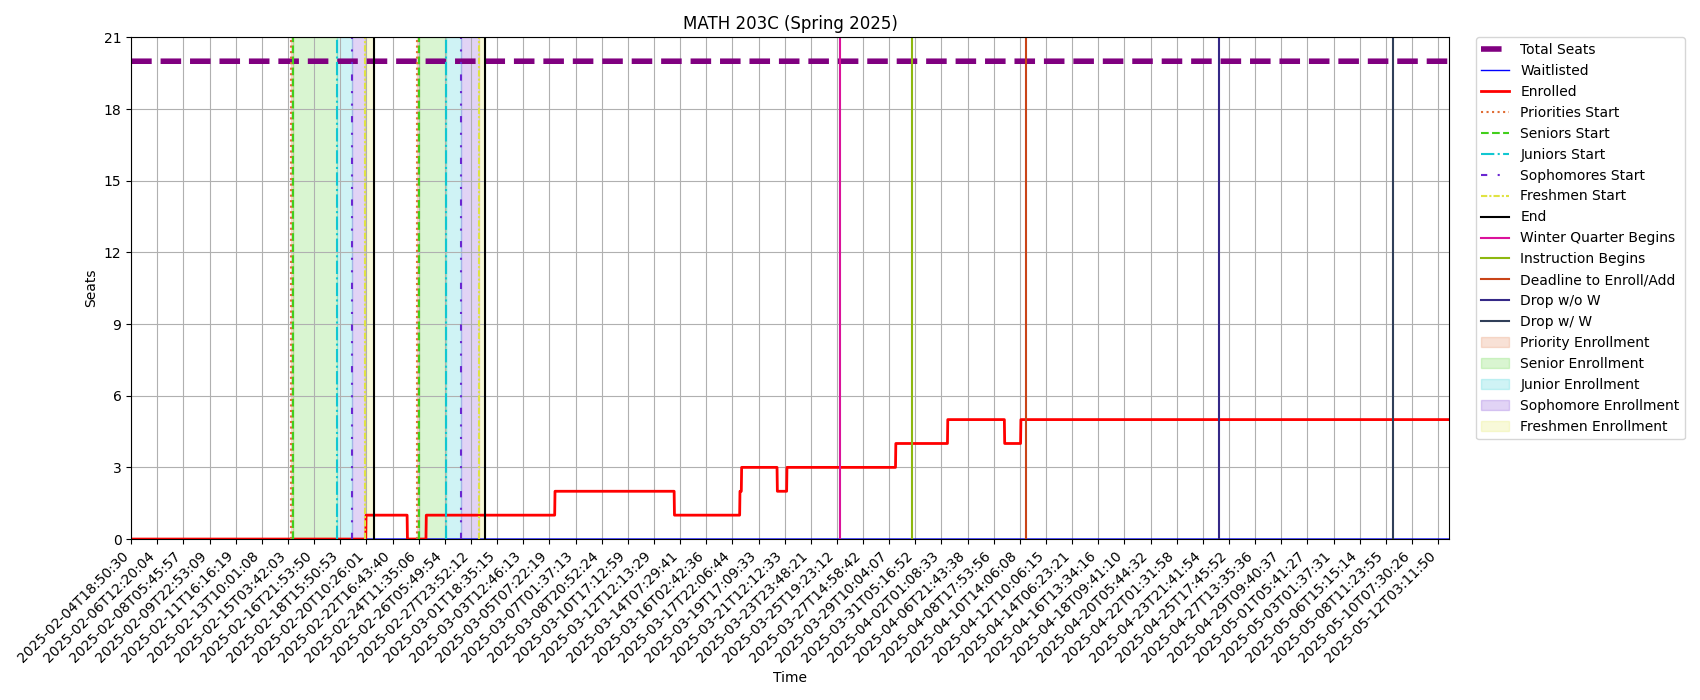 MATH 203C (Spring 2025)
21
18
15
12
9
6
3
0
Seats
2025-02-04T18:50:30
2025-02-06T12:20:04
2025-02-08T05:45:57
2025-02-09T22:53:09
2025-02-11T16:16:19
2025-02-13T10:01:08
2025-02-15T03:42:03
2025-02-16T21:53:50
2025-02-18T15:50:53
2025-02-20T10:26:01
2025-02-22T16:43:40
2025-02-24T11:35:06
2025-02-26T05:49:54
2025-02-27T23:52:12
2025-03-01T18:35:15
2025-03-03T12:46:13
2025-03-05T07:22:19
2025-03-07T01:37:13
2025-03-08T20:52:24
2025-03-10T17:12:59
2025-03-12T12:13:29
2025-03-14T07:29:41
2025-03-16T02:42:36
2025-03-17T22:06:44
2025-03-19T17:09:33
2025-03-21T12:12:33
2025-03-23T23:48:21
2025-03-25T19:23:12
2025-03-27T14:58:42
2025-03-29T10:04:07
2025-03-31T05:16:52
2025-04-02T01:08:33
2025-04-06T21:43:38
2025-04-08T17:53:56
2025-04-10T14:06:08
2025-04-12T10:06:15
2025-04-14T06:23:21
2025-04-16T13:34:16
2025-04-18T09:41:10
2025-04-20T05:44:32
2025-04-22T01:31:58
2025-04-23T21:41:54
2025-04-25T17:45:52
2025-04-27T13:35:36
2025-04-29T09:40:37
2025-05-01T05:41:27
2025-05-03T01:37:31
2025-05-06T15:15:14
2025-05-08T11:23:55
2025-05-10T07:30:26
2025-05-12T03:11:50
Time
Total Seats
Waitlisted
Enrolled
Priorities Start
Seniors Start
Juniors Start
Sophomores Start
Freshmen Start
End
Winter Quarter Begins
Instruction Begins
Deadline to Enroll/Add
Drop w/o W
Drop w/ W
Priority Enrollment
Senior Enrollment
Junior Enrollment
Sophomore Enrollment
Freshmen Enrollment